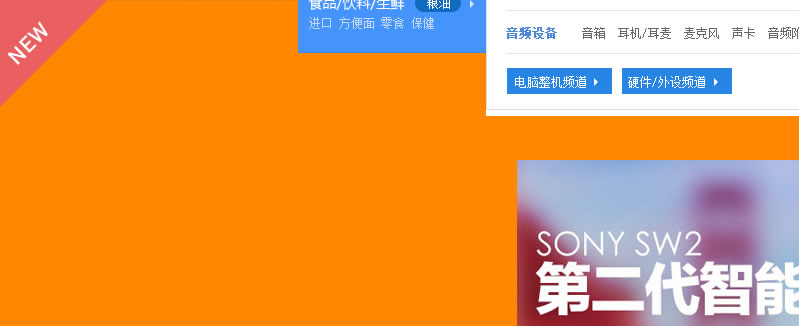 NEW
食品/饮料/生鲜 粮油
进口 方便面 零食 保健
音频设备 音箱 耳机/耳麦 麦克风 声卡 音频附
电脑整机频道 硬件/外设频道
SONY SW2
第二代智能